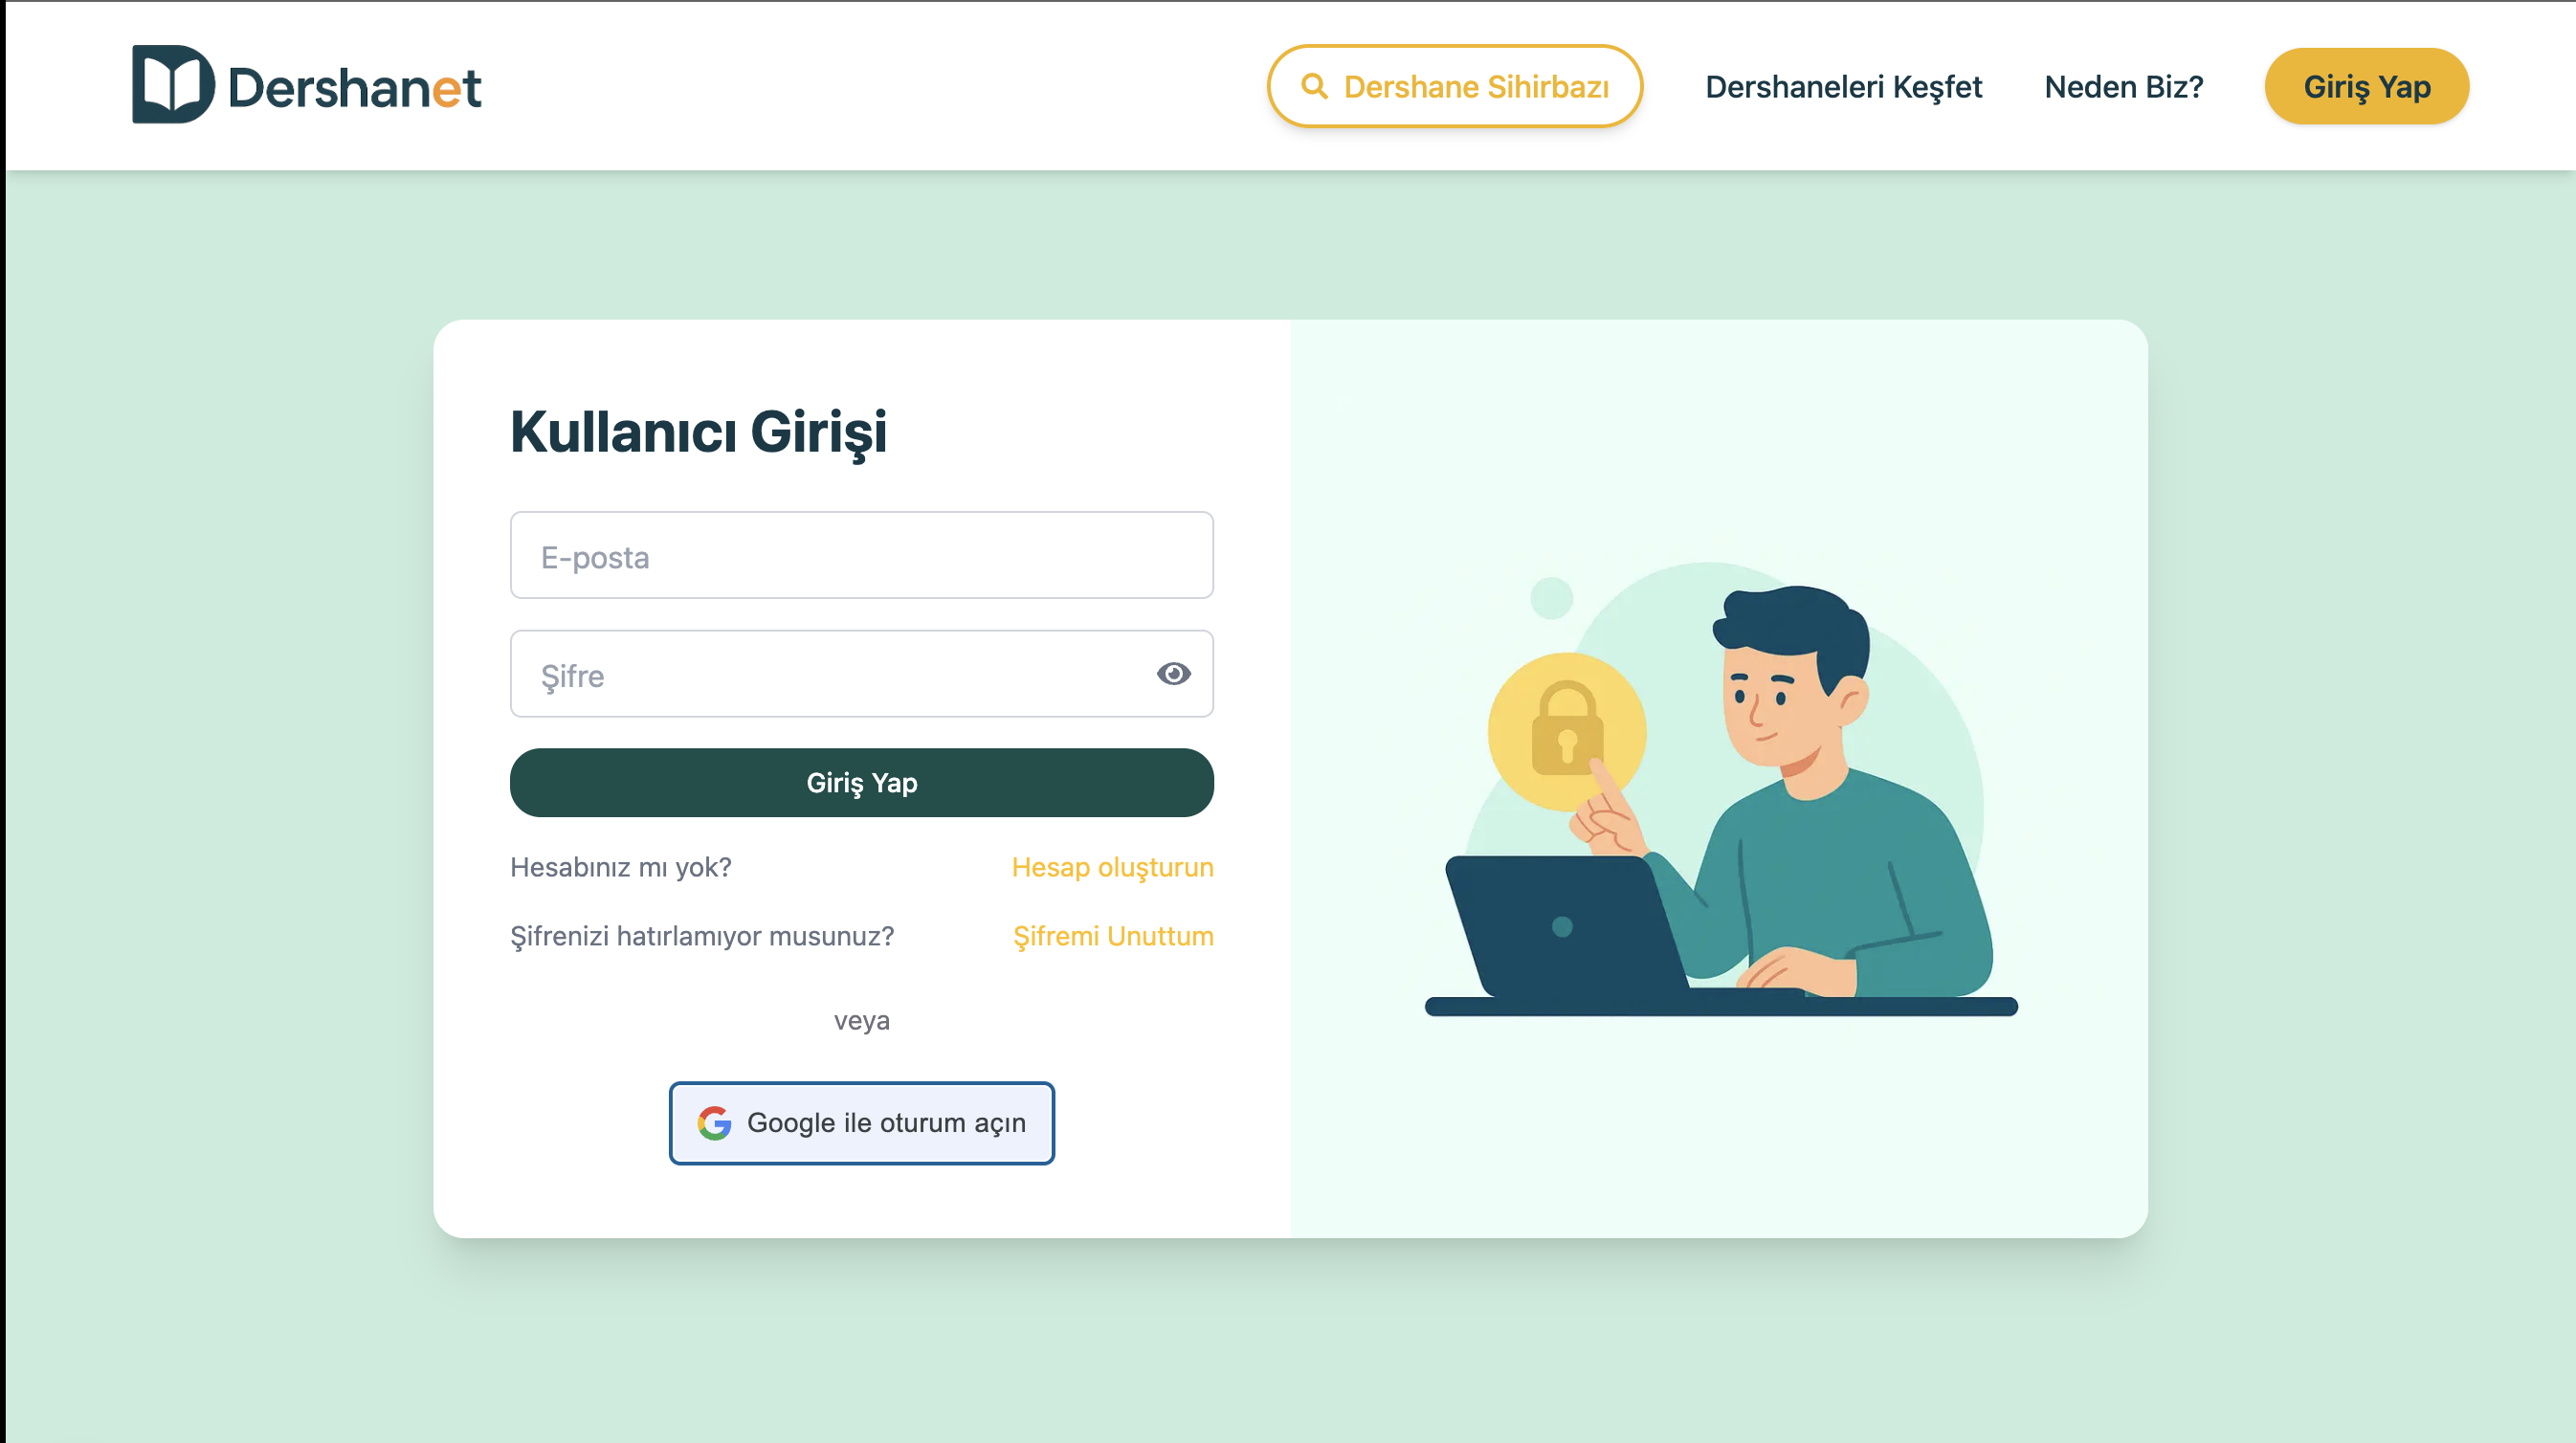 Dershanet
Dershane Sihirbazı
Dershaneleri Keşfet
Neden Biz?
Giriş Yap
Kullanıcı Girişi
E-posta
Şifre
Giriş Yap
Hesabınız mı yok? Hesap oluşturun
Şifrenizi hatırlamıyor musunuz? Şifremi Unuttum
veya
Google ile oturum açın